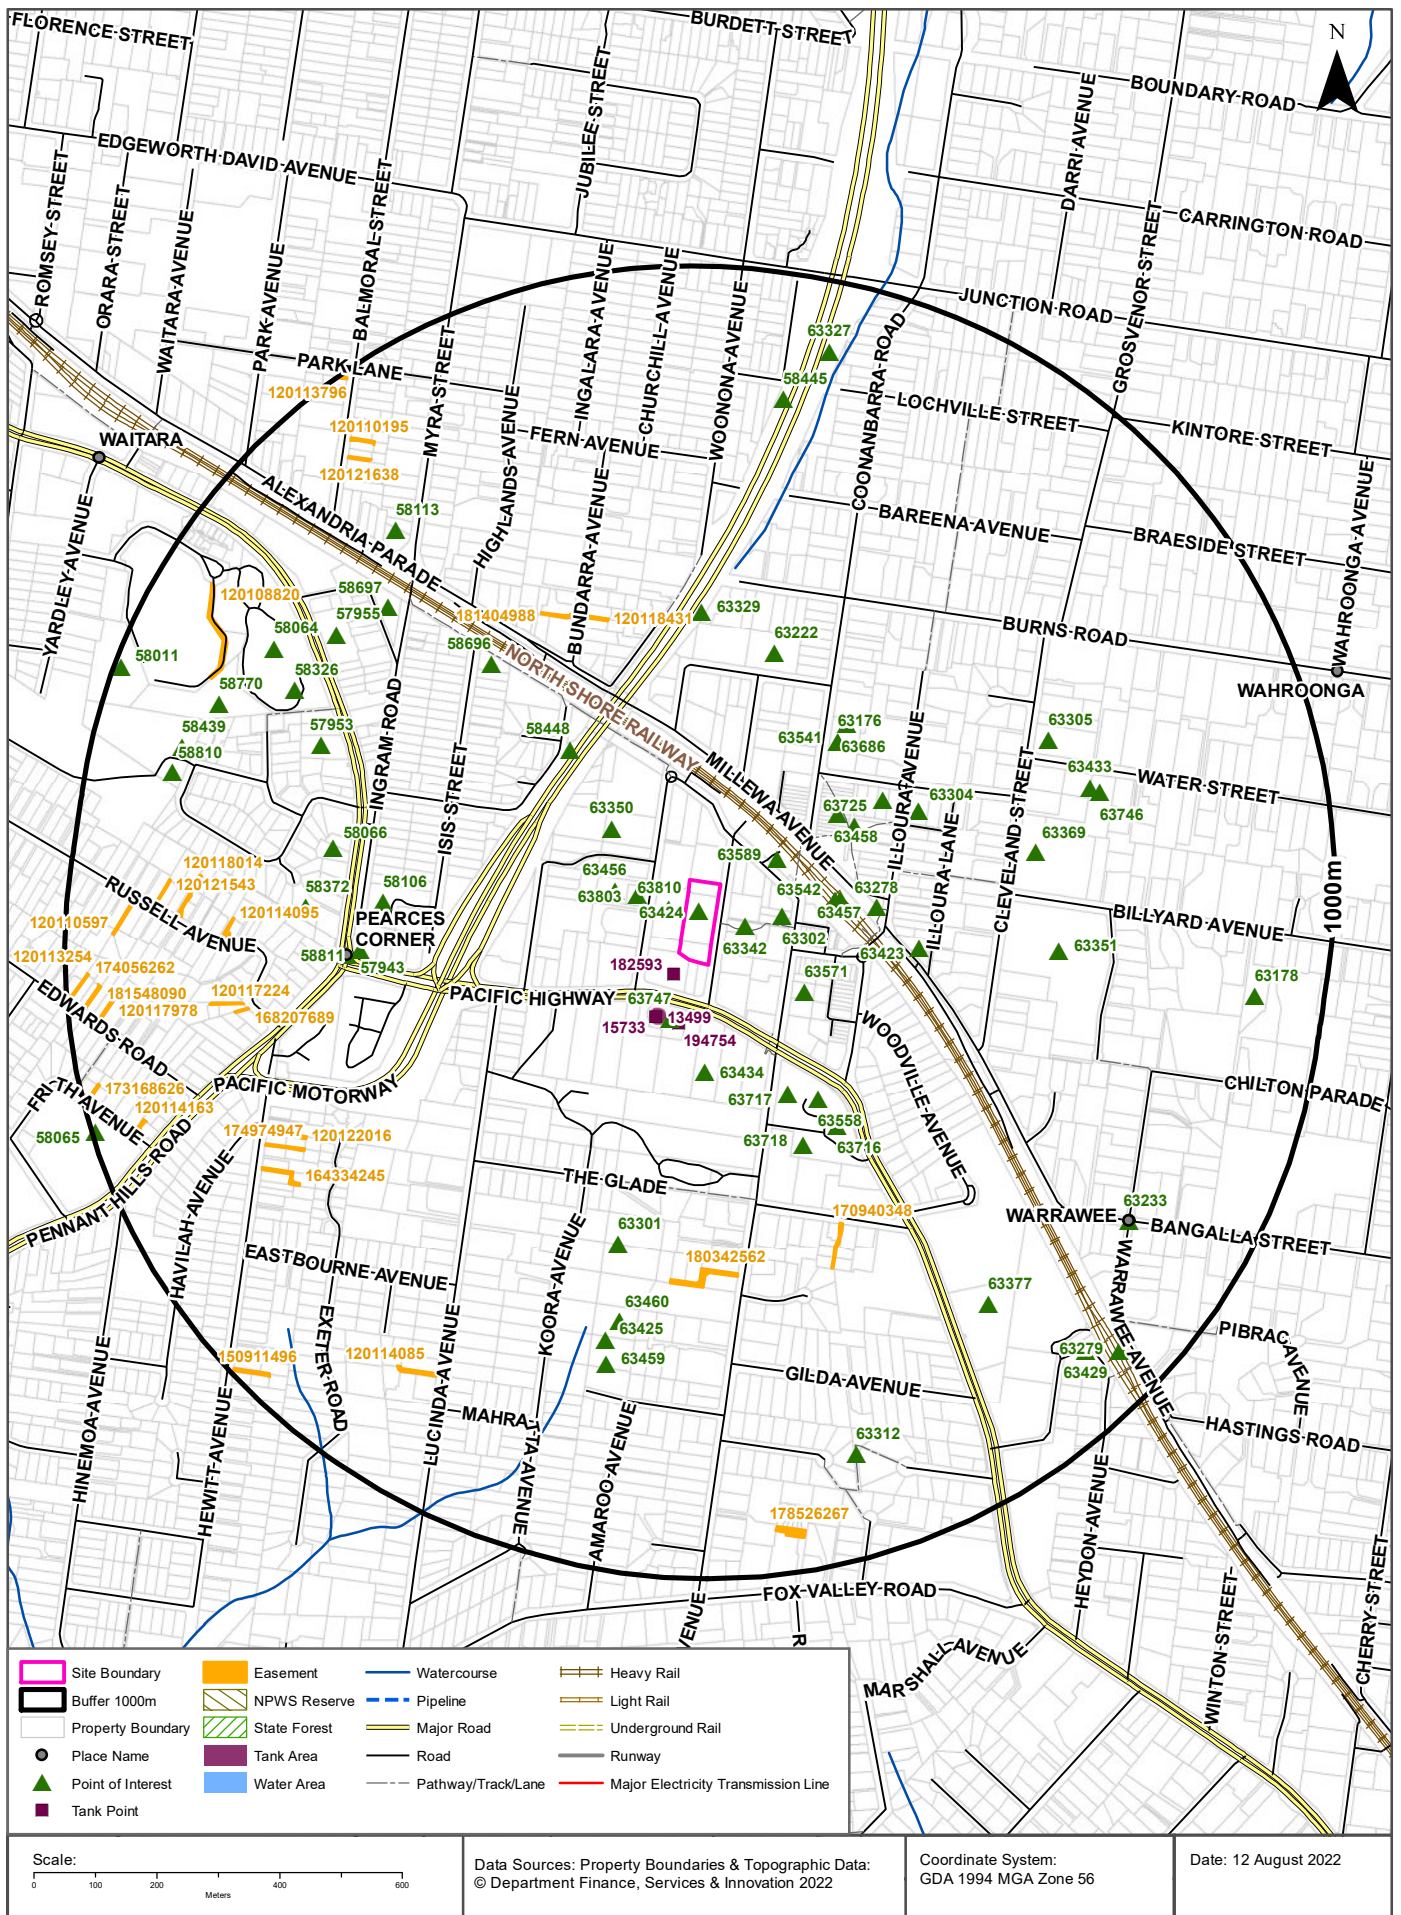 FLORENCE STREET
BURDETT STREET
N
BOUNDARY ROAD
JUBILEE STREET
DARRI AVENUE
EDGEWORTH DAVID AVENUE
ROMSEY STREET
ORARA STREET
WAITARA AVENUE
PARK AVENUE
BALMORAL STREET
CARRINGTON ROAD
GROSVENOR STREET
JUNCTION ROAD
INGALARA AVENUE
CHURCHILL AVENUE
WOONONA AVENUE
COONANBARRA ROAD
63327
58445
PARK LANE
120113796
MYRA STREET
HIGHLANDS AVENUE
LOCHVILLE STREET
KINTORE STREET
120110195
120121638
FERN AVENUE
WAITARA
ALEXANDRIA PARADE
58113
BUNDARRA AVENUE
BAREENA AVENUE
BRAESIDE STREET
WAHROONGA AVENUE
YARDLEY AVENUE
120108820
58697
57955
58064
181404988
120118431
63329
63222
BURNS ROAD
58011
58326
58696
NORTH SHORE RAILWAY
WAHROONGA
58770
58439
58810
57953
INGRAM ROAD
ISIS STREET
58448
63176
63541
63686
63305
MILLEWA AVENUE
ILLOURA AVENUE
CLEVELAND STREET
63433
WATER STREET
63746
63350
63725
63458
63304
63369
58066
63589
ILLOURA LANE
120118014
120121543
58372
58106
63456
63803
63810
63424
63542
63457
63278
1000m
RUSSELL AVENUE
120110597
120114095
PEARCES
CORNER
63342
63302
63423
BILLYARD AVENUE
63351
120113254
174056262
58811
57943
181548090
120117978
120117224
168207689
182593
63571
63178
EDWARDS ROAD
PACIFIC HIGHWAY
63747
13499
15733
194754
WOODVILLE AVENUE
63434
CHILTON PARADE
FRITH AVENUE
173168626
120114163
PACIFIC MOTORWAY
63717
63558
63718
63716
58065
174974947
120122016
164334245
PENNANT HILLS ROAD
HAVILAH AVENUE
THE GLADE
170940348
63233
WARRAWEE
BANGALLA STREET
63301
180342562
EASTBOURNE AVENUE
KOORA AVENUE
63377
WARRAWEE AVENUE
63460
63425
63459
EXETER ROAD
LUCINDA AVENUE
PIBRAC AVENUE
150911496
120114085
GILDA AVENUE
63279
63429
HINEMOA AVENUE
HEWITT AVENUE
MAHRATTA AVENUE
AMAROO AVENUE
63312
HASTINGS ROAD
178526267
HEYDON AVENUE
WINTON STREET
CHERRY STREET
FOX VALLEY ROAD
VENUE
R
MARSHALL AVENUE
Site Boundary
Easement
Watercourse
Heavy Rail
Buffer 1000m
NPWS Reserve
Pipeline
Light Rail
Property Boundary
State Forest
Major Road
Underground Rail
Place Name
Tank Area
Road
Runway
Point of Interest
Water Area
Pathway/Track/Lane
Major Electricity Transmission Line
Tank Point
Scale:
0 100 200 400 600
Meters
Data Sources: Property Boundaries & Topographic Data:
© Department Finance, Services & Innovation 2022
Coordinate System:
GDA 1994 MGA Zone 56
Date: 12 August 2022